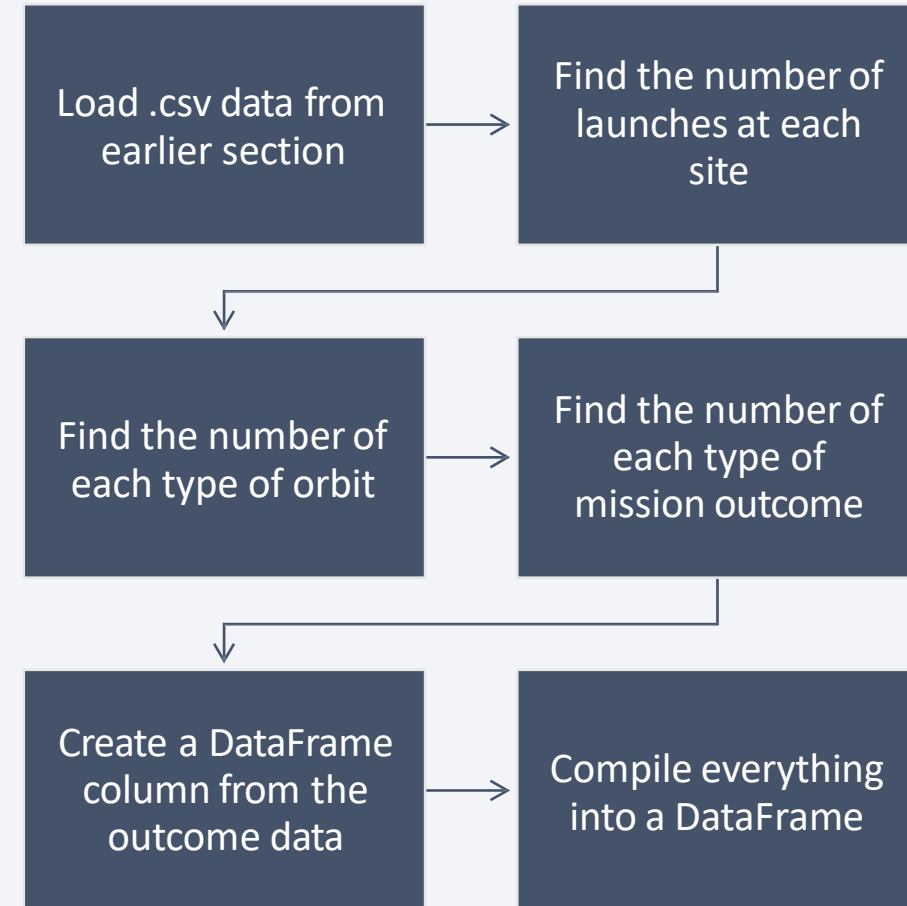 Load .csv data from
earlier section
Find the number of
launches at each
site
Find the number of
each type of orbit
Find the number of
each type of
mission outcome
Create a DataFrame
column from the
outcome data
Compile everything
into a DataFrame